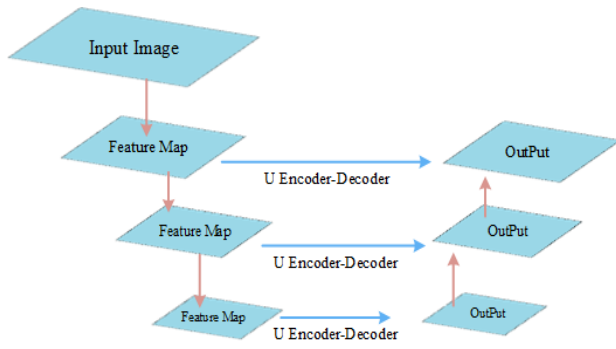 Input Image
Feature Map
OutPut
U Encoder-Decoder
Feature Map
OutPut
U Encoder-Decoder
Feature Map
OutPut
U Encoder-Decoder